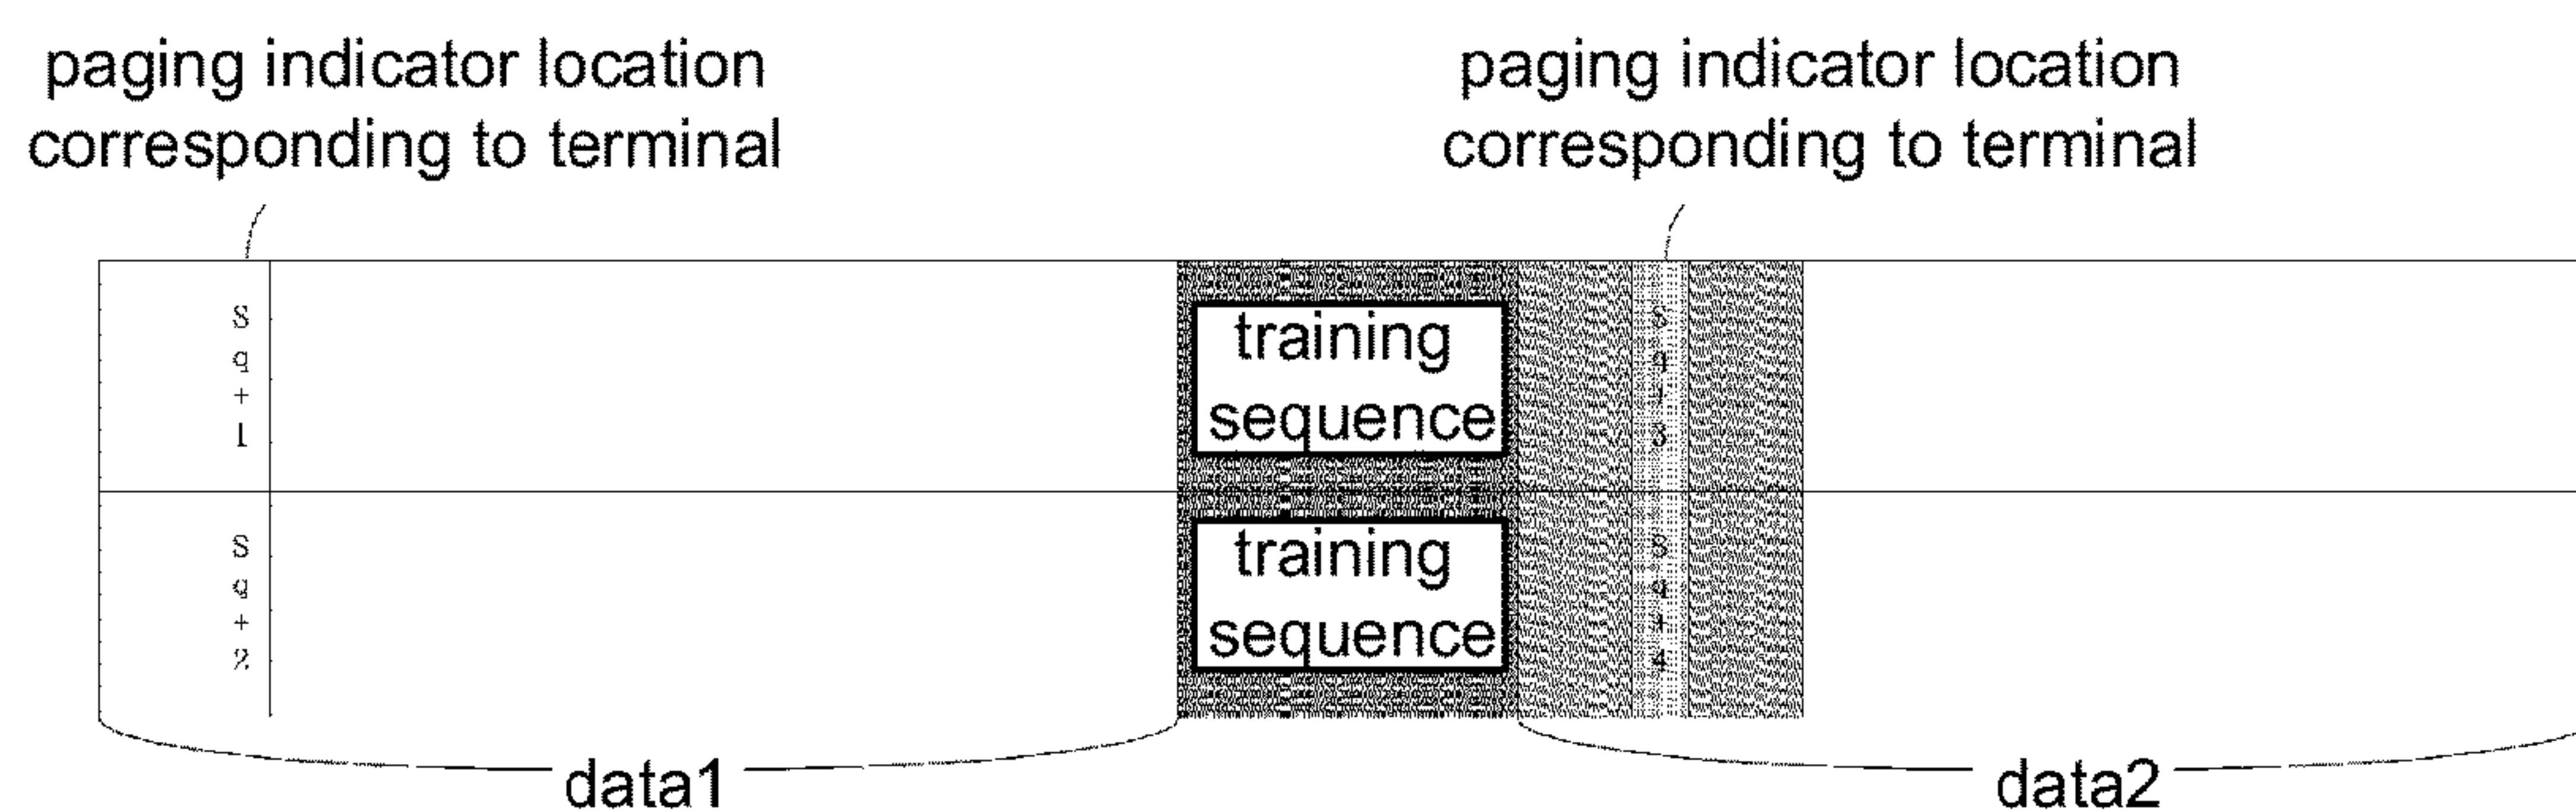 paging indicator location
corresponding to terminal
paging indicator location
corresponding to terminal
S
q
+
1
training
sequence
S
q
+
3
S
q
+
2
training
sequence
S
q
+
4
data1
data2